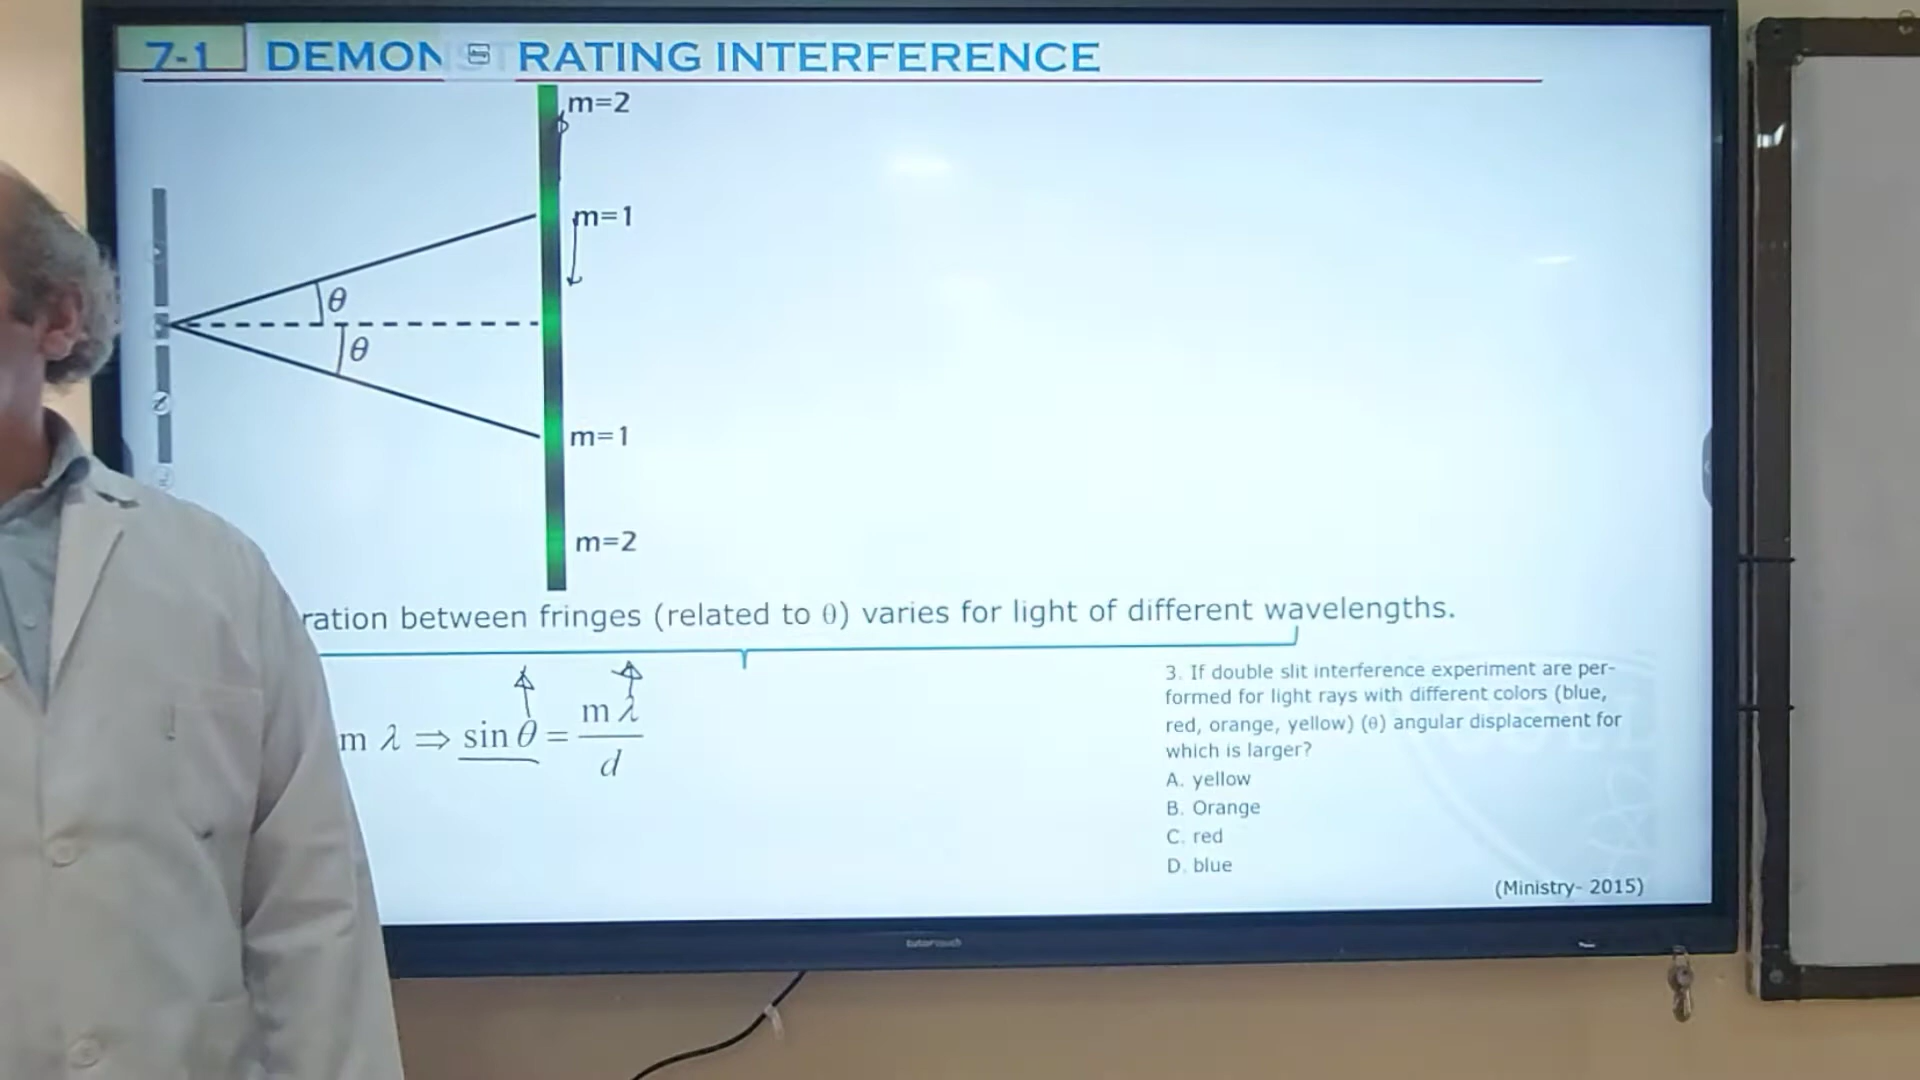 7-1 DEMON RATING INTERFERENCE
m=2
m=1
θ
θ
m=1
m=2
ration between fringes (related to θ) varies for light of different wavelengths.
m λ ⇒ sin θ = m λ / d
3. If double slit interference experiment are per-
formed for light rays with different colors (blue,
red, orange, yellow) (θ) angular displacement for
which is larger?
A. yellow
B. Orange
C. red
D. blue
(Ministry- 2015)